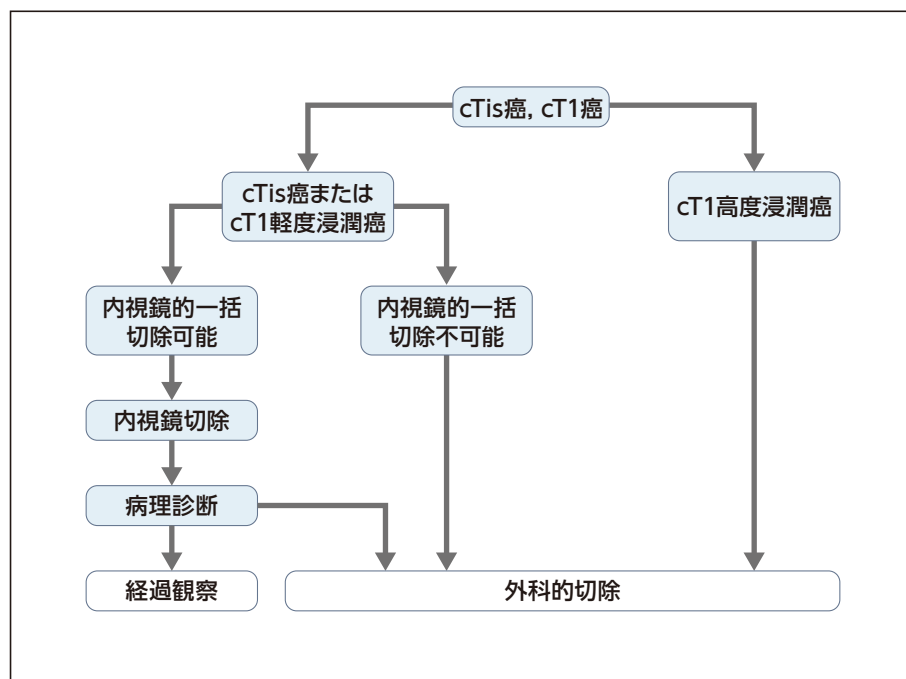 cTis癌, cT1癌
cTis癌または
cT1軽度浸潤癌
cT1高度浸潤癌
内視鏡的一括
切除可能
内視鏡的一括
切除不可能
内視鏡切除
病理診断
経過観察
外科的切除